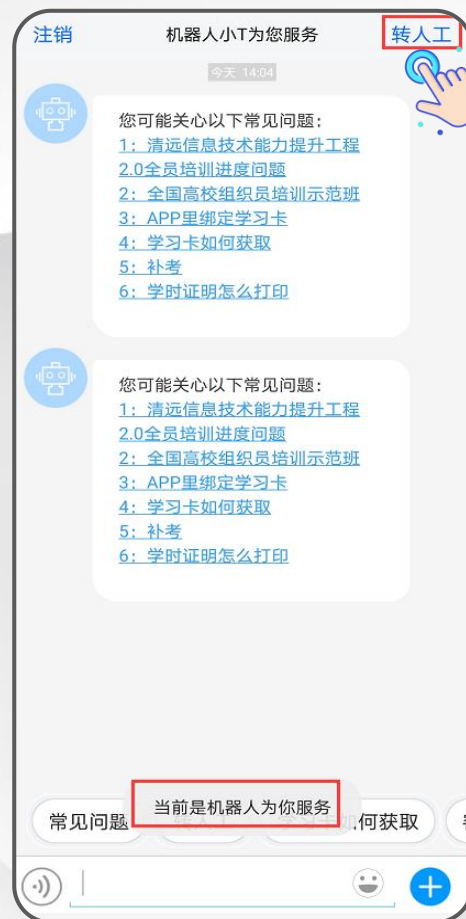 注销
机器人小T为您服务
转人工
今天 14:04
您可能关心以下常见问题：
1：清远信息技术能力提升工程
2.0全员培训进度问题
2：全国高校组织员培训示范班
3：APP里绑定学习卡
4：学习卡如何获取
5：补考
6：学时证明怎么打印
您可能关心以下常见问题：
1：清远信息技术能力提升工程
2.0全员培训进度问题
2：全国高校组织员培训示范班
3：APP里绑定学习卡
4：学习卡如何获取
5：补考
6：学时证明怎么打印
当前是机器人为你服务
常见问题
何获取